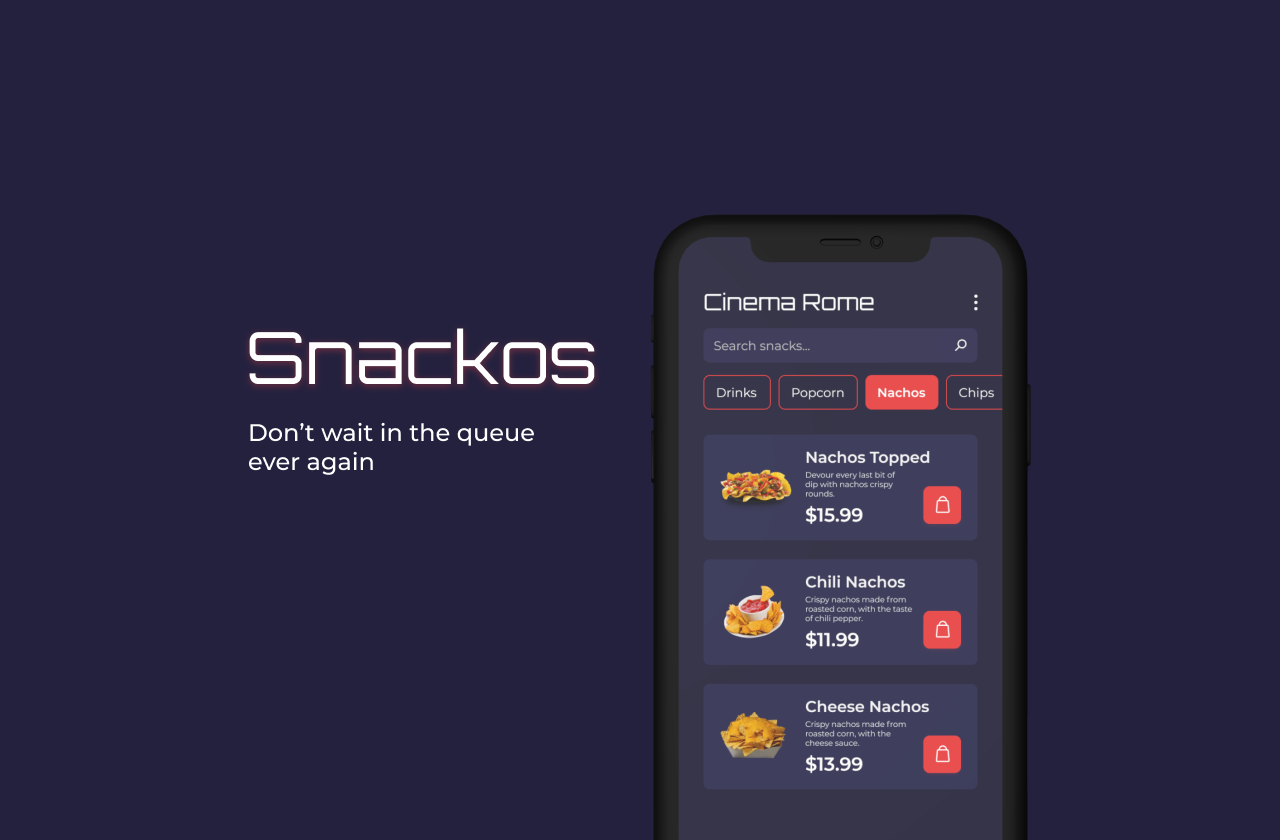 Snackos
Don’t wait in the queue
ever again
Cinema Rome
Search snacks...
Drinks
Popcorn
Nachos
Chips
Nachos Topped
Devour every last bit of
dip with nachos crispy
rounds.
$15.99
Chili Nachos
Crispy nachos made from
roasted corn, with the taste
of chili pepper.
$11.99
Cheese Nachos
Crispy nachos made from
roasted corn, with the
cheese sauce.
$13.99